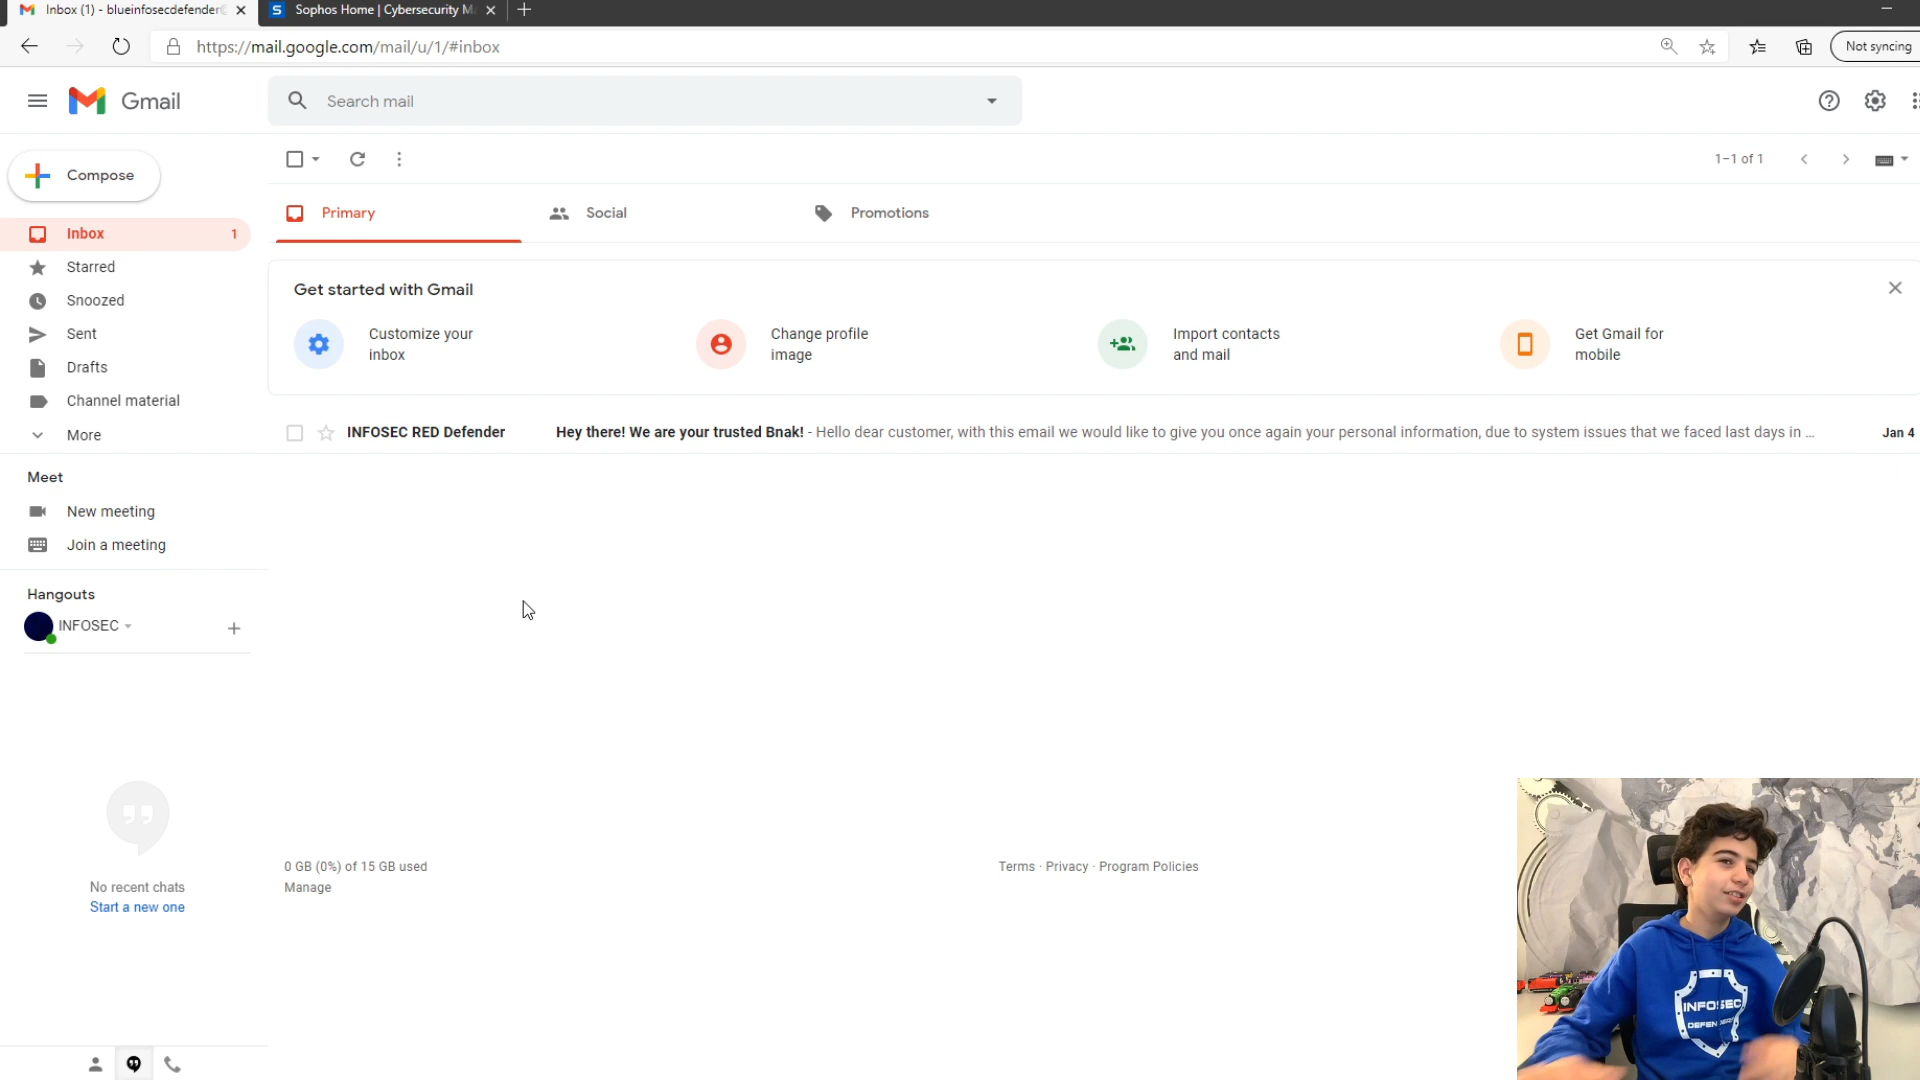 Inbox (1) - blueinfosecdefender
Sophos Home | Cybersecurity M
https://mail.google.com/mail/u/1/#inbox
Not syncing
Gmail
Search mail
Compose
1–1 of 1
Primary
Social
Promotions
Inbox
1
Starred
Snoozed
Sent
Drafts
Channel material
More
Get started with Gmail
Customize your
inbox
Change profile
image
Import contacts
and mail
Get Gmail for
mobile
INFOSEC RED Defender
Hey there! We are your trusted Bnak! - Hello dear customer, with this email we would like to give you once again your personal information, due to system issues that we faced last days in ...
Jan 4
Meet
New meeting
Join a meeting
Hangouts
INFOSEC
No recent chats
Start a new one
0 GB (0%) of 15 GB used
Manage
Terms · Privacy · Program Policies
INFOSEC